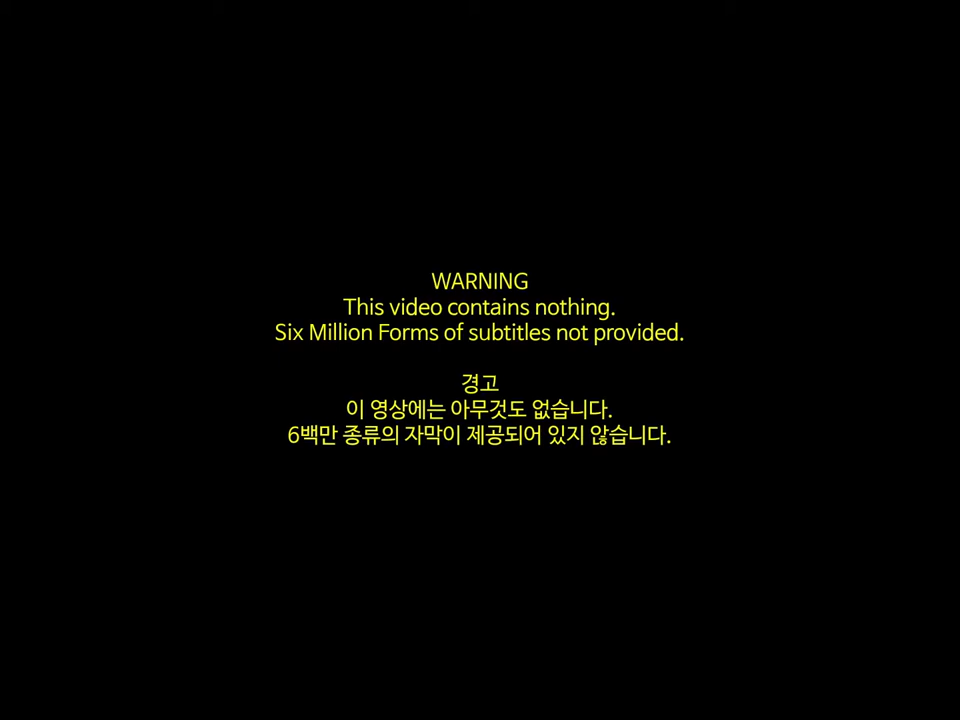 WARNING
This video contains nothing.
Six Million Forms of subtitles not provided.
경고
이 영상에는 아무것도 없습니다.
6백만 종류의 자막이 제공되어 있지 않습니다.